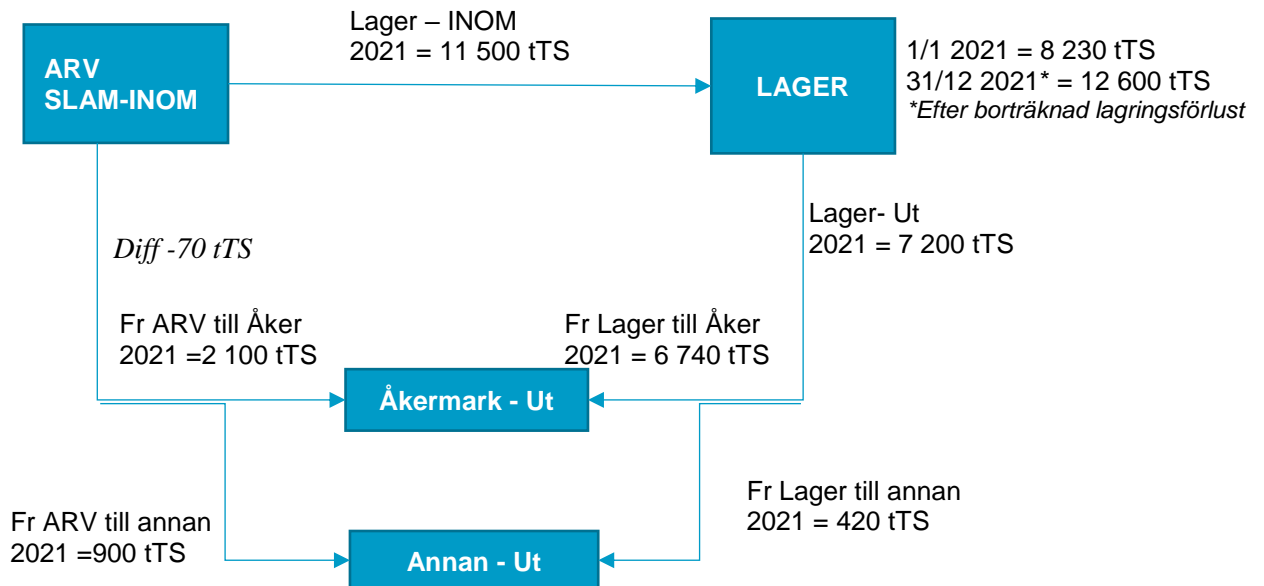 Lager – INOM
2021 = 11 500 tTS
ARV
SLAM-INOM
LAGER
1/1 2021 = 8 230 tTS
31/12 2021* = 12 600 tTS
*Efter borträknad lagringsförlust
Lager- Ut
2021 = 7 200 tTS
Diff -70 tTS
Fr ARV till Åker
2021 =2 100 tTS
Fr Lager till Åker
2021 = 6 740 tTS
Åkermark - Ut
Fr ARV till annan
2021 =900 tTS
Fr Lager till annan
2021 = 420 tTS
Annan - Ut